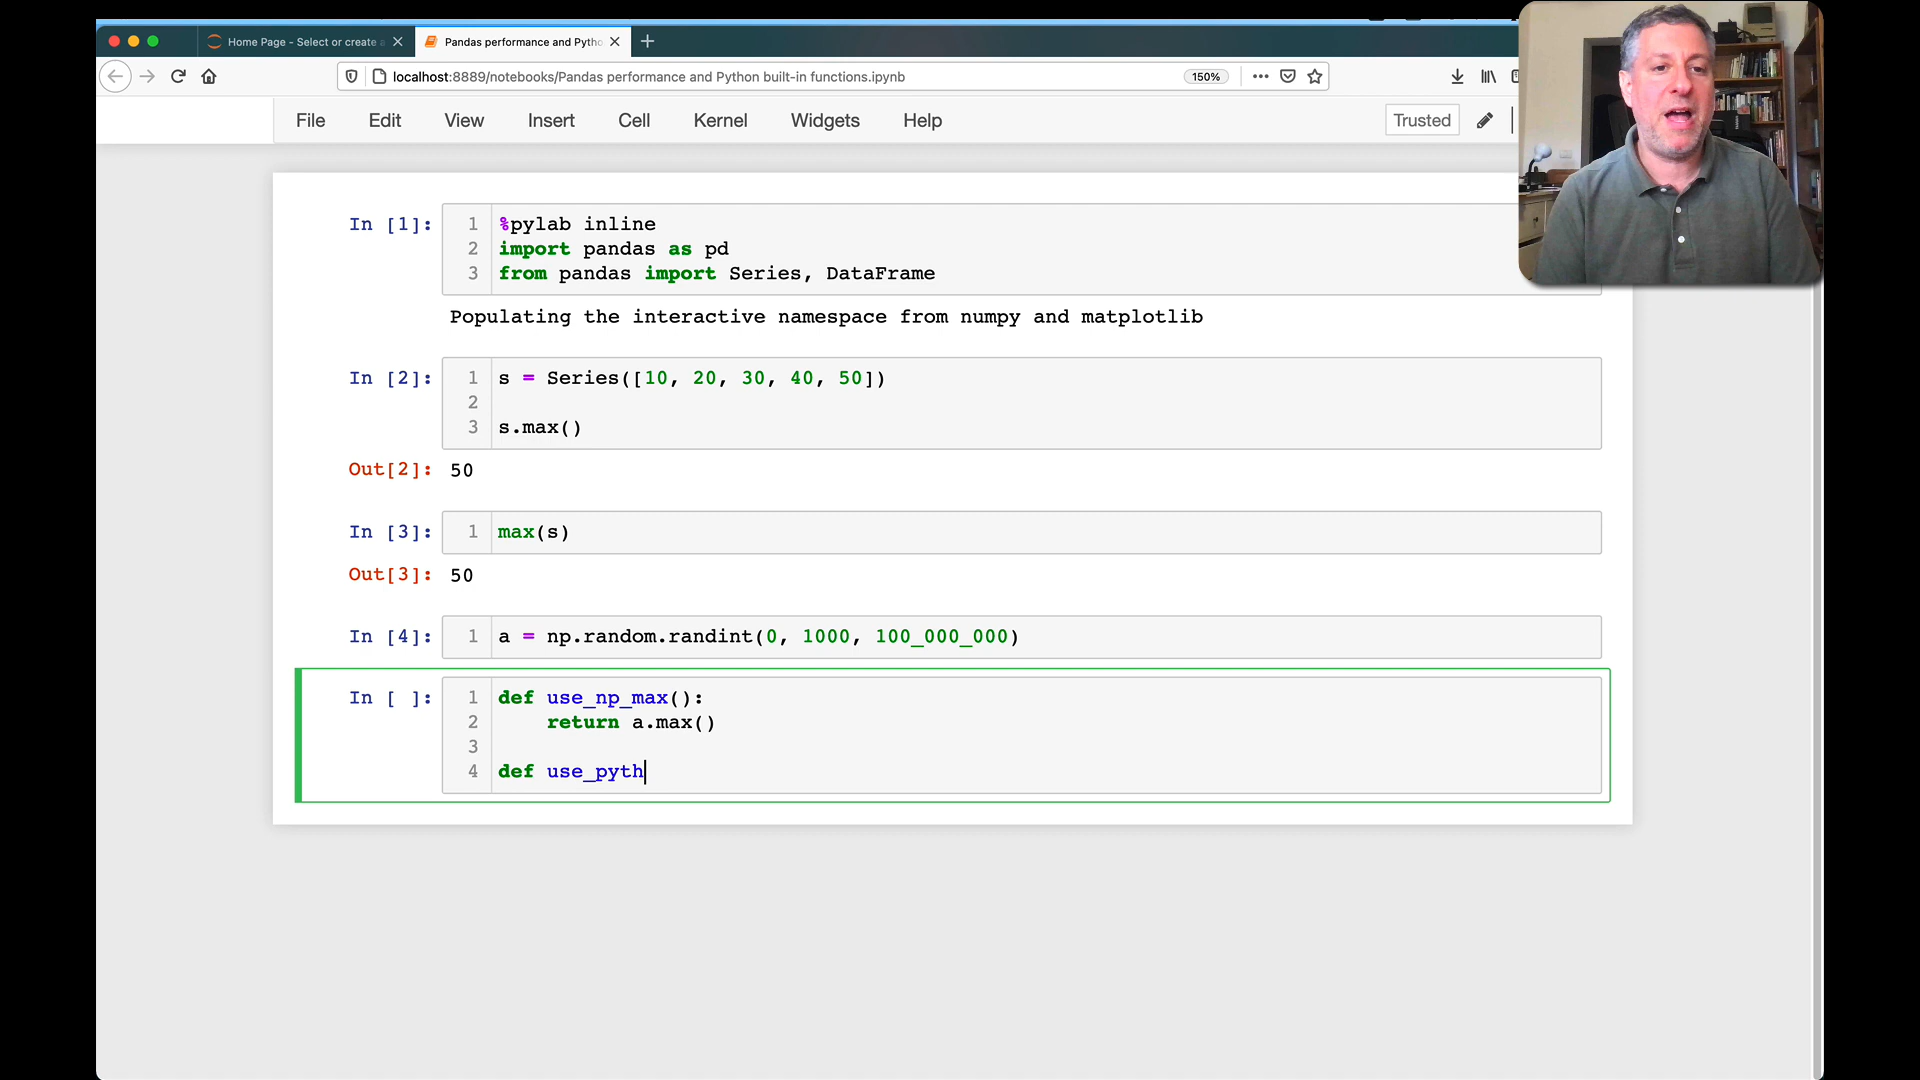 Home Page - Select or create a
Pandas performance and Pytho
localhost:8889/notebooks/Pandas performance and Python built-in functions.ipynb
150%
File Edit View Insert Cell Kernel Widgets Help
Trusted
In [1]:
1 %pylab inline
2 import pandas as pd
3 from pandas import Series, DataFrame
Populating the interactive namespace from numpy and matplotlib
In [2]:
1 s = Series([10, 20, 30, 40, 50])
2
3 s.max()
Out[2]: 50
In [3]:
1 max(s)
Out[3]: 50
In [4]:
1 a = np.random.randint(0, 1000, 100_000_000)
In [ ]:
1 def use_np_max():
2     return a.max()
3
4 def use_pyth